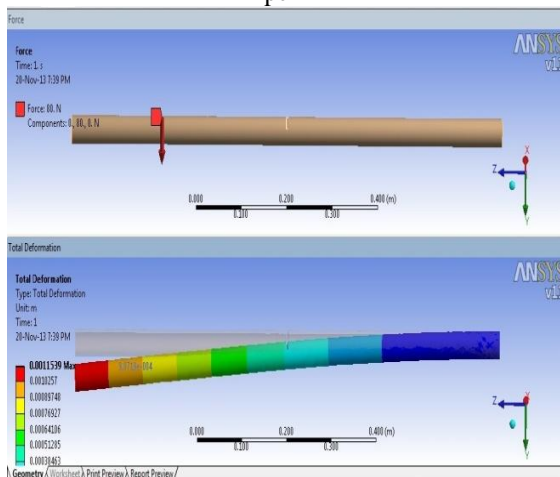 Force
Force
Time: 1. s
20-Nov-13 7:39 PM
Force: 80. N
Components: 0., 80., 0. N
ANSYS
X
Z
Y
0.000
0.200
0.400 (m)
0.100
0.300
Total Deformation
Total Deformation
Type: Total Deformation
Unit: m
Time: 1
20-Nov-13 7:39 PM
0.0011539 Max
0.0010257
0.00089748
0.00076927
0.00064106
0.00051285
0.00038463
ANSYS
X
Z
Y
0.000
0.200
0.400 (m)
0.100
0.300
Geometry Worksheet Print Preview Report Preview